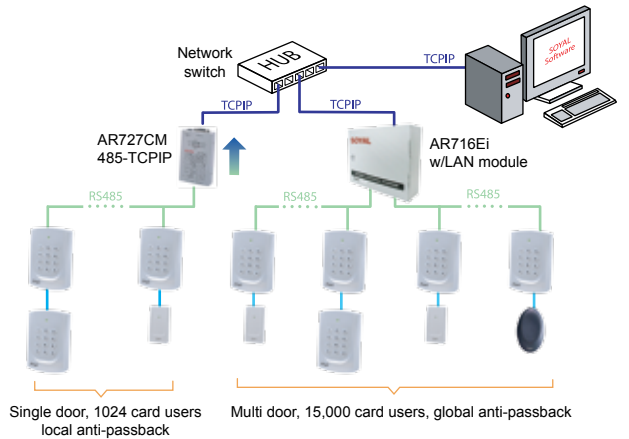 Network
switch
HUB
TCPIP
SOYAL
Software
TCPIP
TCPIP
AR727CM
485-TCPIP
SOYAL
AR716Ei
w/LAN module
RS485
RS485
RS485
Single door, 1024 card users
local anti-passback
Multi door, 15,000 card users, global anti-passback